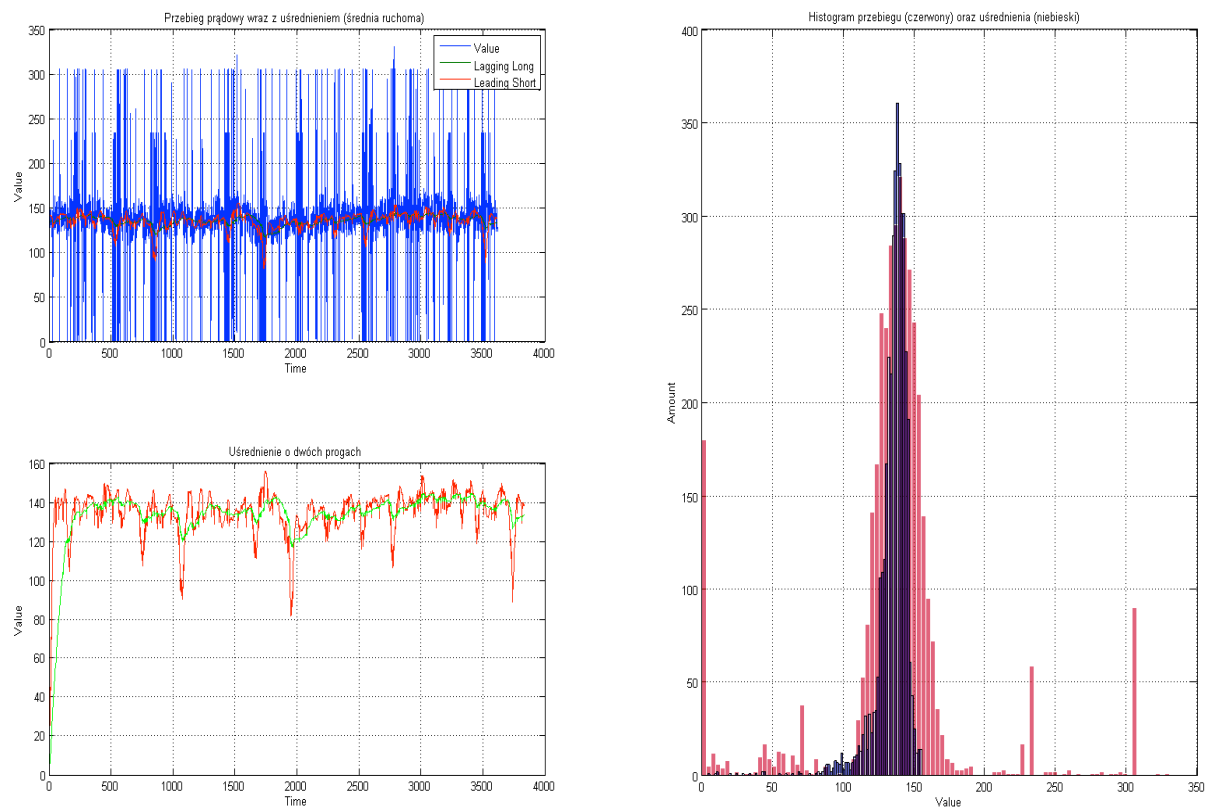 Przebieg prądowy wraz z uśrednieniem (średnia ruchoma)
350
300
250
200
150
100
50
0
Value
Value
Lagging Long
Leading Short
0 500 1000 1500 2000 2500 3000 3500 4000
Time
Uśrednienie o dwóch progach
160
140
120
100
80
60
40
20
0
Value
0 500 1000 1500 2000 2500 3000 3500 4000
Time
Histogram przebiegu (czerwony) oraz uśrednienia (niebieski)
400
350
300
250
200
150
100
50
0
Amount
0 50 100 150 200 250 300 350
Value